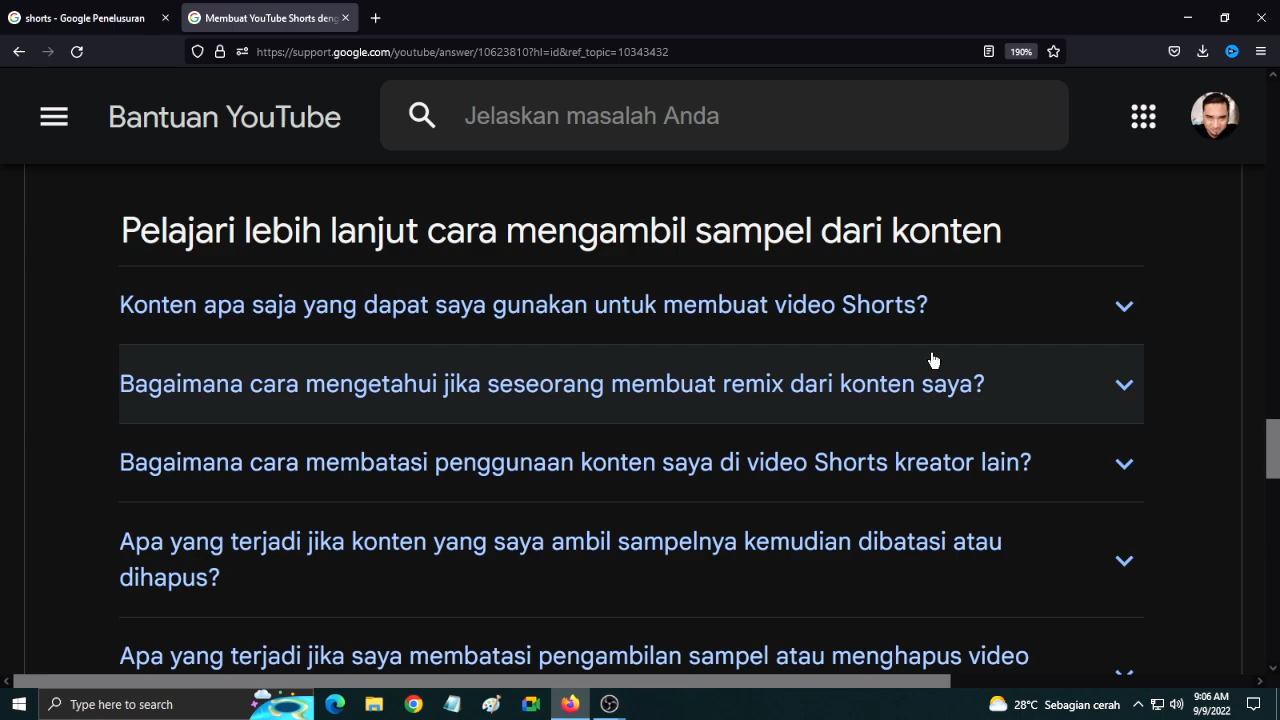 shorts - Google Penelusuran
Membuat YouTube Shorts deng
https://support.google.com/youtube/answer/10623810?hl=id&ref_topic=10343432
190%
Bantuan YouTube
Jelaskan masalah Anda
Pelajari lebih lanjut cara mengambil sampel dari konten
Konten apa saja yang dapat saya gunakan untuk membuat video Shorts?
Bagaimana cara mengetahui jika seseorang membuat remix dari konten saya?
Bagaimana cara membatasi penggunaan konten saya di video Shorts kreator lain?
Apa yang terjadi jika konten yang saya ambil sampelnya kemudian dibatasi atau
dihapus?
Apa yang terjadi jika saya membatasi pengambilan sampel atau menghapus video
Type here to search
28°C Sebagian cerah
9:06 AM
9/9/2022